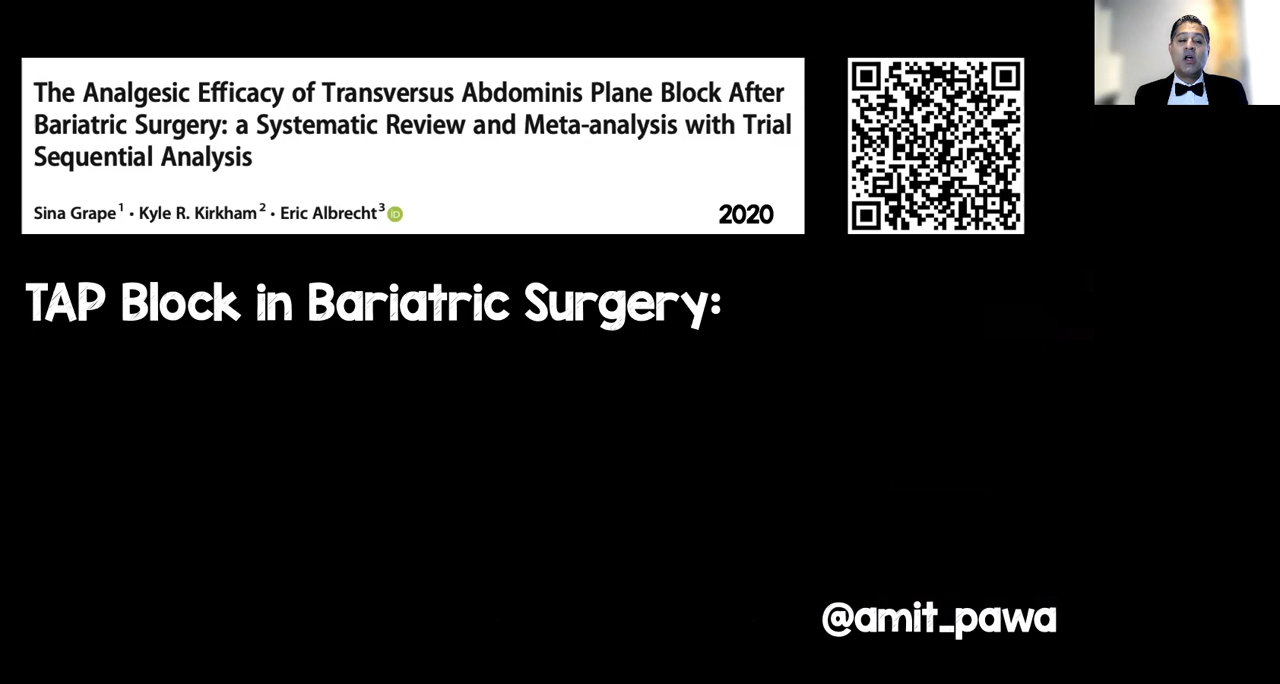 The Analgesic Efficacy of Transversus Abdominis Plane Block After
Bariatric Surgery: a Systematic Review and Meta-analysis with Trial
Sequential Analysis
Sina Grape1 • Kyle R. Kirkham2 • Eric Albrecht3 iD
2020
TAP Block in Bariatric Surgery:
@amit_pawa